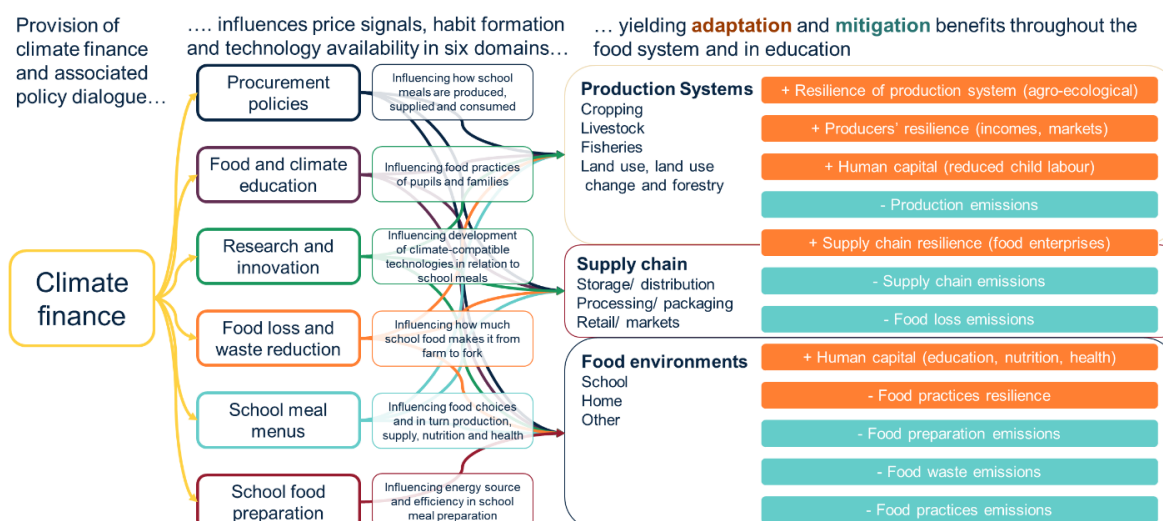 Provision of
climate finance
and associated
policy dialogue…
…. influences price signals, habit formation
and technology availability in six domains…
… yielding adaptation and mitigation benefits throughout the
food system and in education
Climate
finance
Procurement
policies
Influencing how school
meals are produced,
supplied and consumed
Food and climate
education
Influencing food practices
of pupils and families
Research and
innovation
Influencing development
of climate-compatible
technologies in relation to
school meals
Food loss and
waste reduction
Influencing how much
school food makes it from
farm to fork
School meal
menus
Influencing food choices
and in turn production,
supply, nutrition and health
School food
preparation
Influencing energy source
and efficiency in school
meal preparation
Production Systems
Cropping
Livestock
Fisheries
Land use, land use
change and forestry
+ Resilience of production system (agro-ecological)
+ Producers’ resilience (incomes, markets)
+ Human capital (reduced child labour)
- Production emissions
Supply chain
Storage/ distribution
Processing/ packaging
Retail/ markets
+ Supply chain resilience (food enterprises)
- Supply chain emissions
- Food loss emissions
Food environments
School
Home
Other
+ Human capital (education, nutrition, health)
- Food practices resilience
- Food preparation emissions
- Food waste emissions
- Food practices emissions